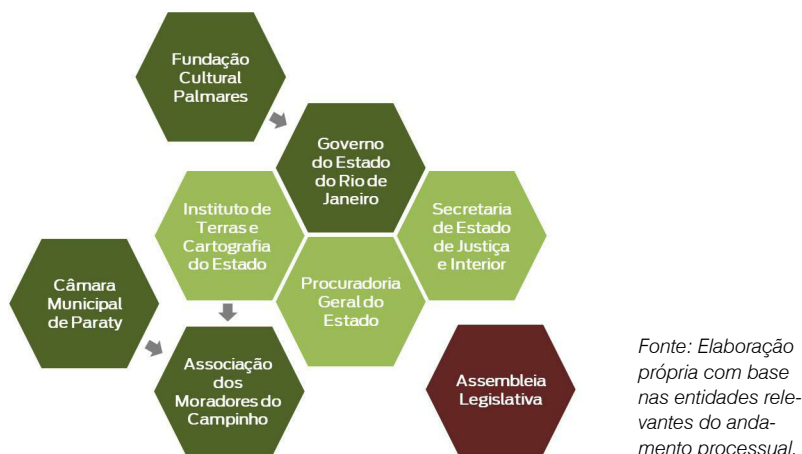 Fundação
Cultural
Palmares
Governo
do Estado
do Rio de
Janeiro
Instituto de
Terras e
Cartografia
do Estado
Secretaria
de Estado
de Justiça
e Interior
Procuradoria
Geral do
Estado
Câmara
Municipal
de Paraty
Associação
dos
Moradores do
Campinho
Assembleia
Legislativa
Fonte: Elaboração
própria com base
nas entidades rele-
vantes do anda-
mento processual.